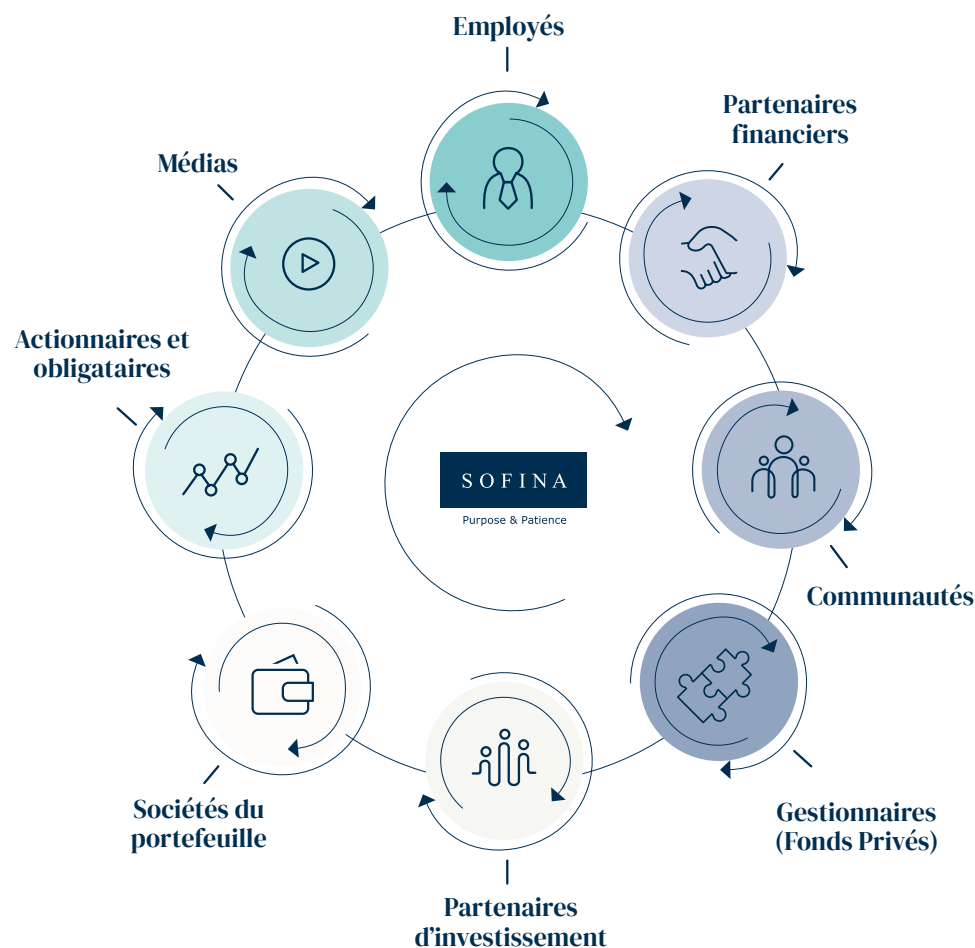 Employés
Partenaires
financiers
Médias
Actionnaires et
obligataires
SOFINA
Purpose & Patience
Communautés
Sociétés du
portefeuille
Gestionnaires
(Fonds Privés)
Partenaires
d’investissement